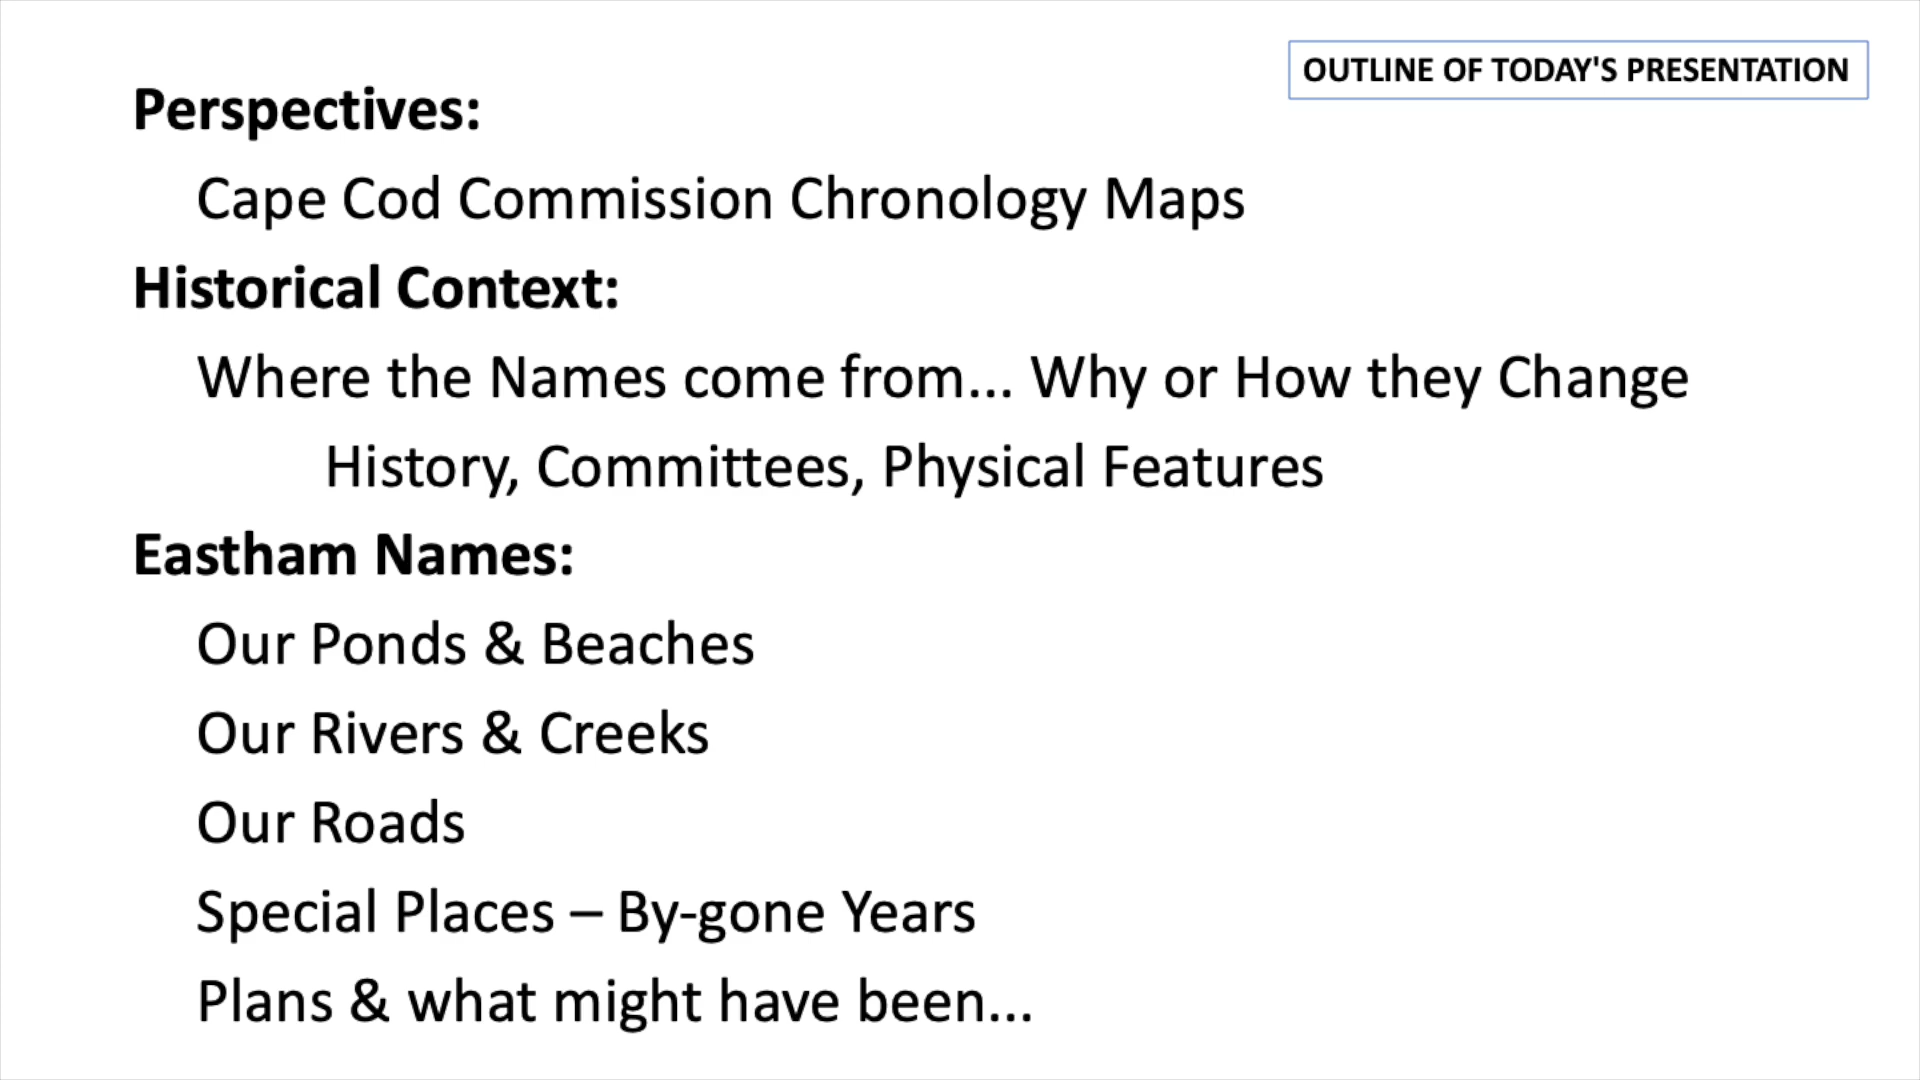 OUTLINE OF TODAY'S PRESENTATION
Perspectives:
Cape Cod Commission Chronology Maps
Historical Context:
Where the Names come from... Why or How they Change
History, Committees, Physical Features
Eastham Names:
Our Ponds & Beaches
Our Rivers & Creeks
Our Roads
Special Places – By-gone Years
Plans & what might have been...